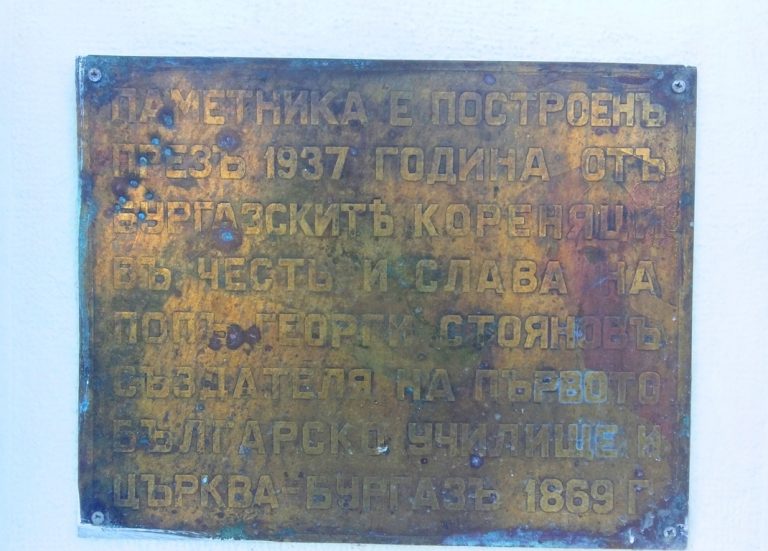 ПАМЕТНИКА Е ПОСТРОЕНЪ
ПРЕЗЪ 1937 ГОДИНА ОТЪ
БУРГАЗСКИТѢ КОРЕНЯЦИ
ВЪ ЧЕСТЬ И СЛАВА НА
ПОПЪ ГЕОРГИ СТОЯНОВЪ
СЪЗДАТЕЛЯ НА ПЪРВОТО
БЪЛГАРСКО УЧИЛИЩЕ И
ЦЪРКВА-БУРГАЗЪ 1869 Г